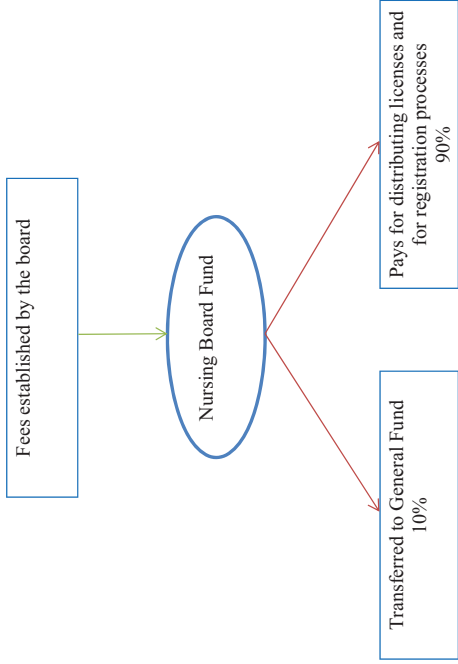 Fees established by the board
Nursing Board Fund
Transferred to General Fund
10%
Pays for distributing licenses and
for registration processes
90%